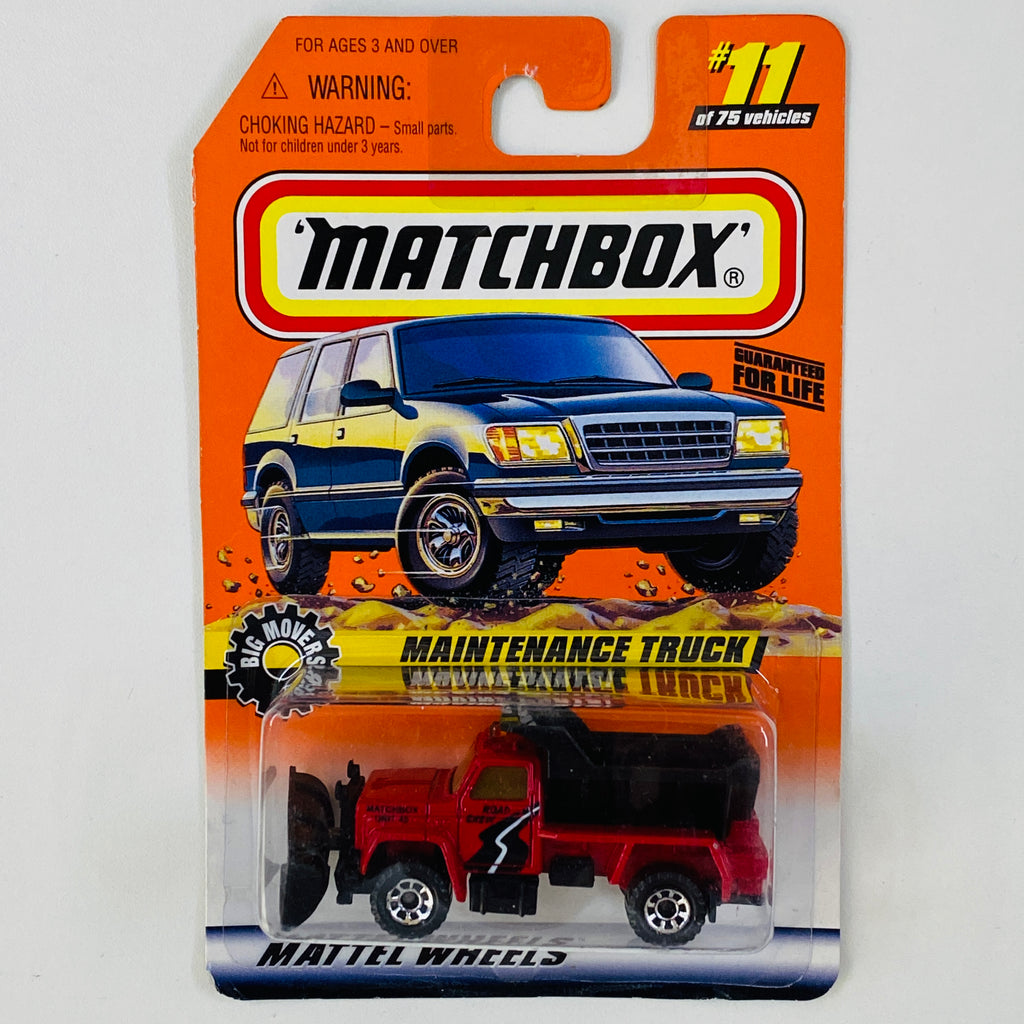 FOR AGES 3 AND OVER
⚠ WARNING:
CHOKING HAZARD – Small parts.
Not for children under 3 years.
#11
of 75 vehicles
'MATCHBOX'®
GUARANTEED
FOR LIFE
BIG MOVERS
MAINTENANCE TRUCK
MATCHBOX
ROAD
CREW
MATTEL WHEELS